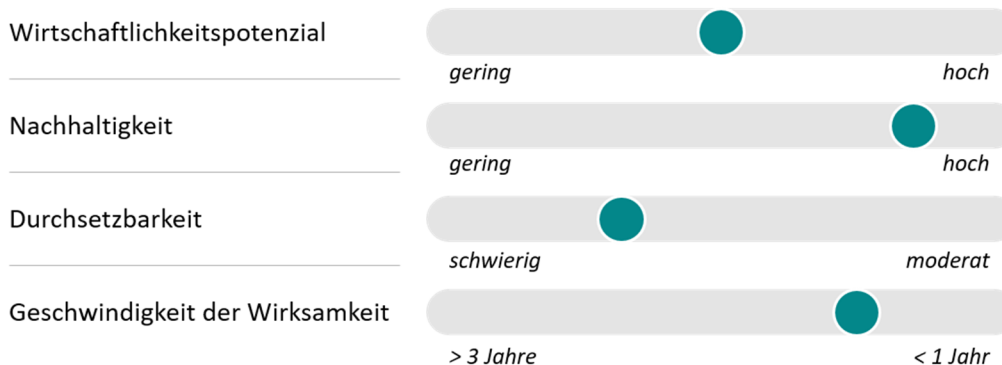 Wirtschaftlichkeitspotenzial
gering hoch
Nachhaltigkeit
gering hoch
Durchsetzbarkeit
schwierig moderat
Geschwindigkeit der Wirksamkeit
> 3 Jahre < 1 Jahr